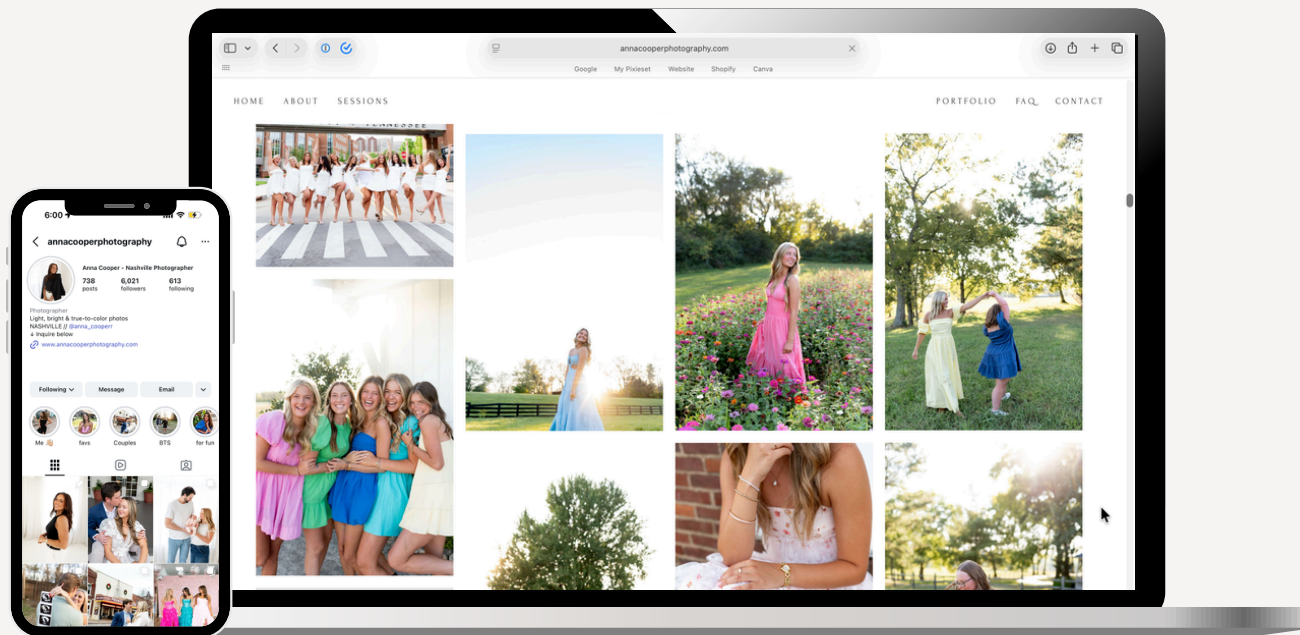 annacooperphotography.com
Google My Pixieset Website Shopify Canva
HOME ABOUT SESSIONS PORTFOLIO FAQ CONTACT
TENNESSEE
6:00
annacooperphotography
Anna Cooper • Nashville Photographer
738 6,021 613
posts followers following
Photographer
Light, bright & true-to-color photos
NASHVILLE // @anna_cooperr
↓ Inquire below
www.annacooperphotography.com
Following Message Email
Me 👋🏼 favs Couples BTS for fun